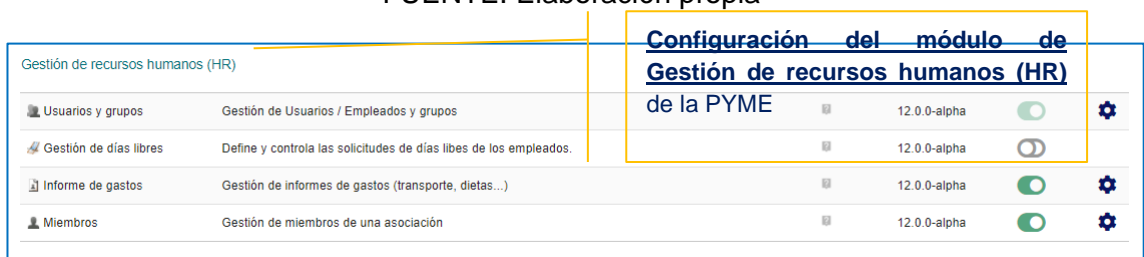 FUENTE: Elaboración propia
Configuración del módulo de
Gestión de recursos humanos (HR)
de la PYME
Gestión de recursos humanos (HR)
Usuarios y grupos Gestión de Usuarios / Empleados y grupos 12.0.0-alpha
Gestión de días libres Define y controla las solicitudes de días libes de los empleados. 12.0.0-alpha
Informe de gastos Gestión de informes de gastos (transporte, dietas...) 12.0.0-alpha
Miembros Gestión de miembros de una asociación 12.0.0-alpha